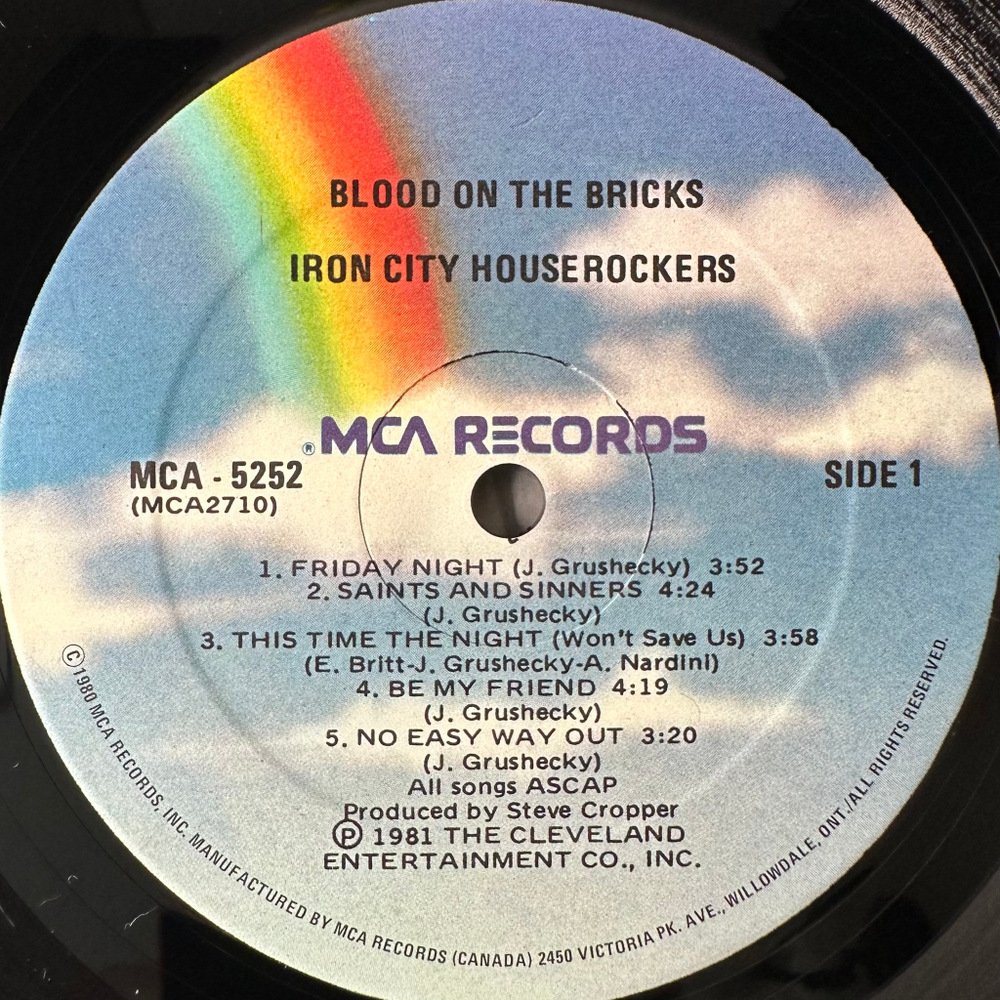 BLOOD ON THE BRICKS
IRON CITY HOUSEROCKERS
®MCA RECORDS
MCA - 5252
(MCA2710)
SIDE 1
1. FRIDAY NIGHT (J. Grushecky) 3:52
2. SAINTS AND SINNERS 4:24
(J. Grushecky)
3. THIS TIME THE NIGHT (Won't Save Us) 3:58
(E. Britt-J. Grushecky-A. Nardini)
4. BE MY FRIEND 4:19
(J. Grushecky)
5. NO EASY WAY OUT 3:20
(J. Grushecky)
All songs ASCAP
Produced by Steve Cropper
Ⓟ 1981 THE CLEVELAND
ENTERTAINMENT CO., INC.
©1980 MCA RECORDS, INC. MANUFACTURED BY MCA RECORDS (CANADA) 2450 VICTORIA PK. AVE., WILLOWDALE, ONT./ALL RIGHTS RESERVED.